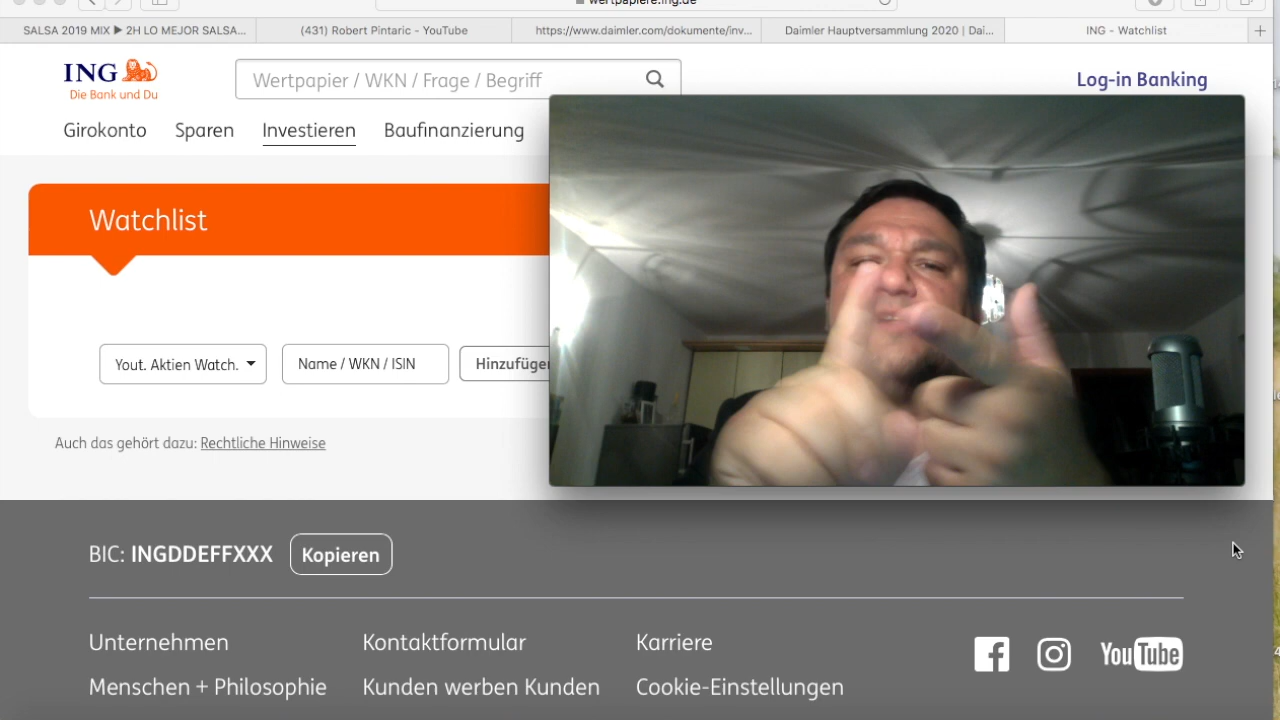 wertpapiere.ing.de
SALSA 2019 MIX ▶ 2H LO MEJOR SALSA...
(431) Robert Pintaric - YouTube
https://www.daimler.com/dokumente/inv...
Daimler Hauptversammlung 2020 | Dai...
ING - Watchlist
ING
Die Bank und Du
Wertpapier / WKN / Frage / Begriff
Log-in Banking
Girokonto Sparen Investieren Baufinanzierung
Watchlist
Yout. Aktien Watch. Name / WKN / ISIN Hinzufügen
Auch das gehört dazu: Rechtliche Hinweise
BIC: INGDDEFFXXX Kopieren
Unternehmen Kontaktformular Karriere
YouTube
Menschen + Philosophie Kunden werben Kunden Cookie-Einstellungen